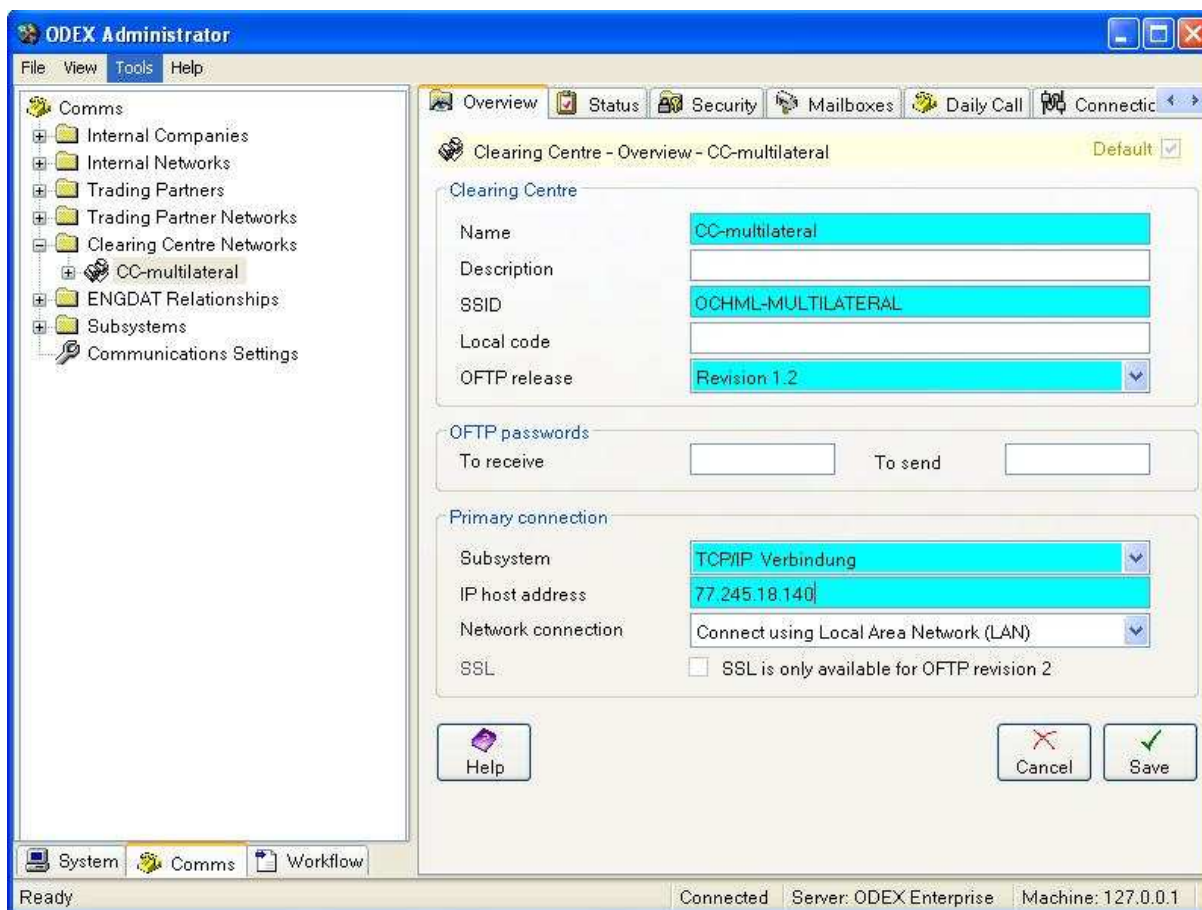 ODEX Administrator
File View Tools Help
Comms
Internal Companies
Internal Networks
Trading Partners
Trading Partner Networks
Clearing Centre Networks
CC-multilateral
ENGDAT Relationships
Subsystems
Communications Settings
Overview Status Security Mailboxes Daily Call Connectic
Clearing Centre - Overview - CC-multilateral Default
Clearing Centre
Name CC-multilateral
Description
SSID OCHML-MULTILATERAL
Local code
OFTP release Revision 1.2
OFTP passwords
To receive To send
Primary connection
Subsystem TCP/IP Verbindung
IP host address 77.245.18.140
Network connection Connect using Local Area Network (LAN)
SSL SSL is only available for OFTP revision 2
Help Cancel Save
System Comms Workflow
Ready Connected Server: ODEX Enterprise Machine: 127.0.0.1